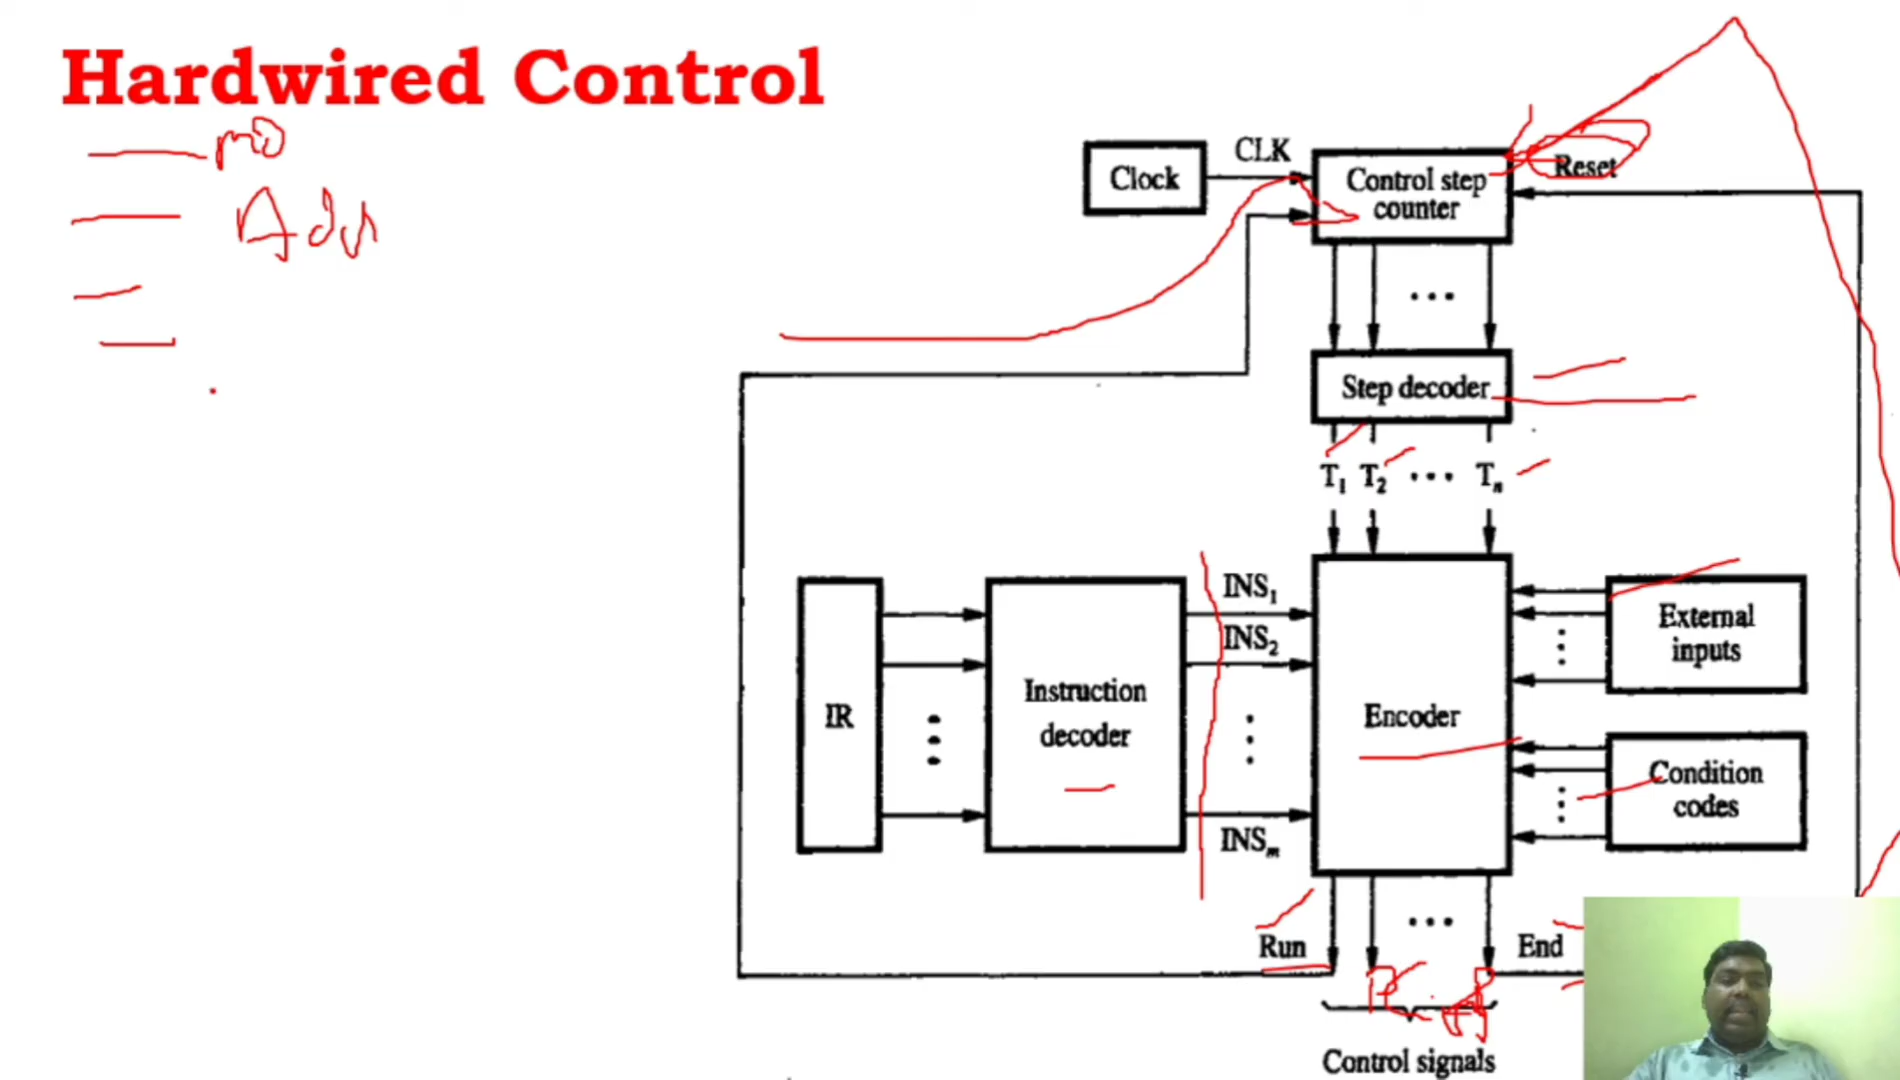 Hardwired Control
Clock
CLK
Control step
counter
Reset
Step decoder
T₁ T₂ ... Tₙ
IR
Instruction
decoder
INS₁
INS₂
INSₘ
Encoder
External
inputs
Condition
codes
Run
End
Control signals